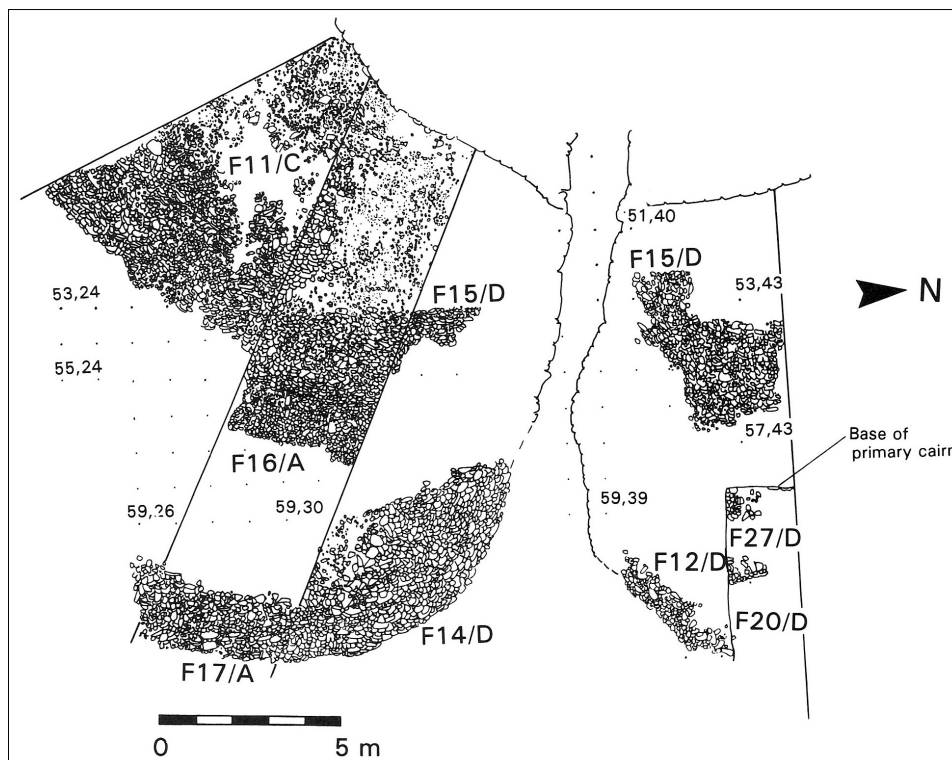 F11/C
51,40
F15/D
53,24
F15/D
53,43
N
55,24
57,43
Base of
primary cairn
F16/A
59,26
59,30
59,39
F27/D
F12/D
F20/D
F14/D
F17/A
0
5 m